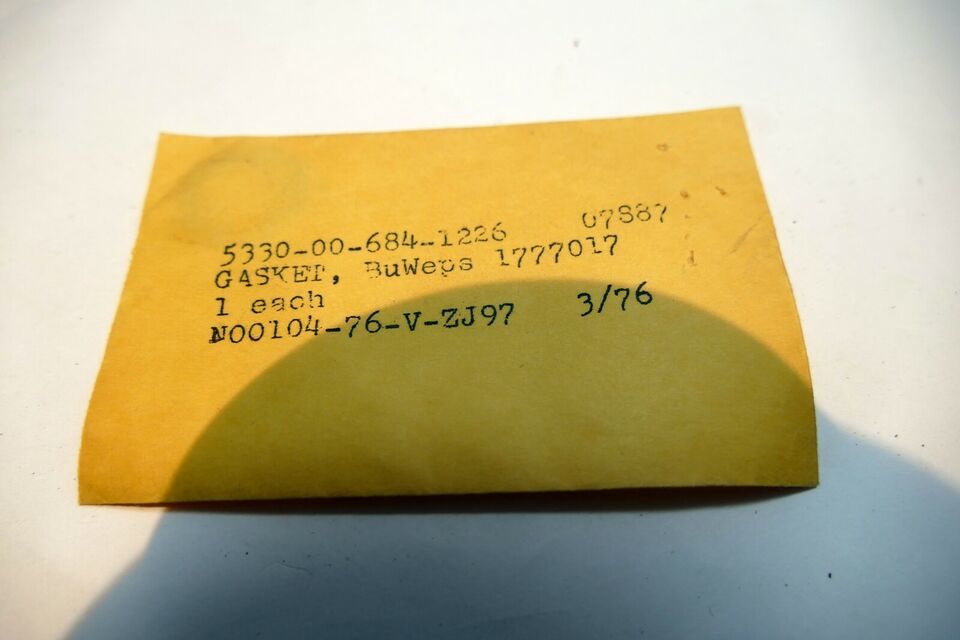 5330-00-684-1226 07887
GASKET, BuWeps 1777017
1 each
N00104-76-V-ZJ97 3/76